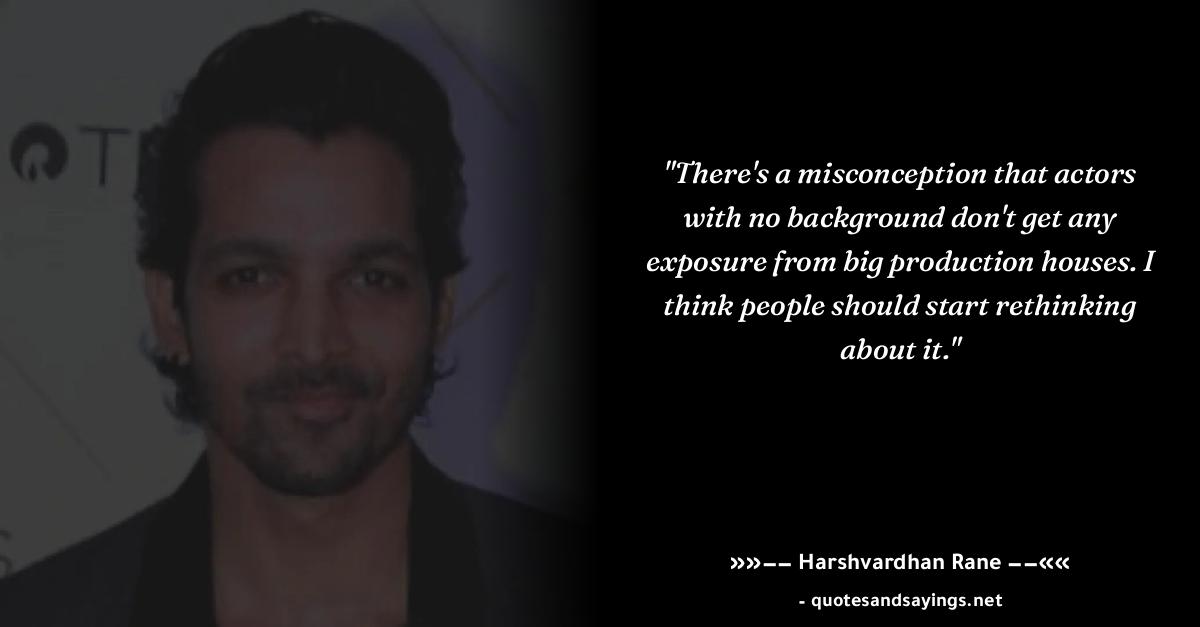 T
"There's a misconception that actors
with no background don't get any
exposure from big production houses. I
think people should start rethinking
about it."
»»−− Harshvardhan Rane −−««
- quotesandsayings.net
S